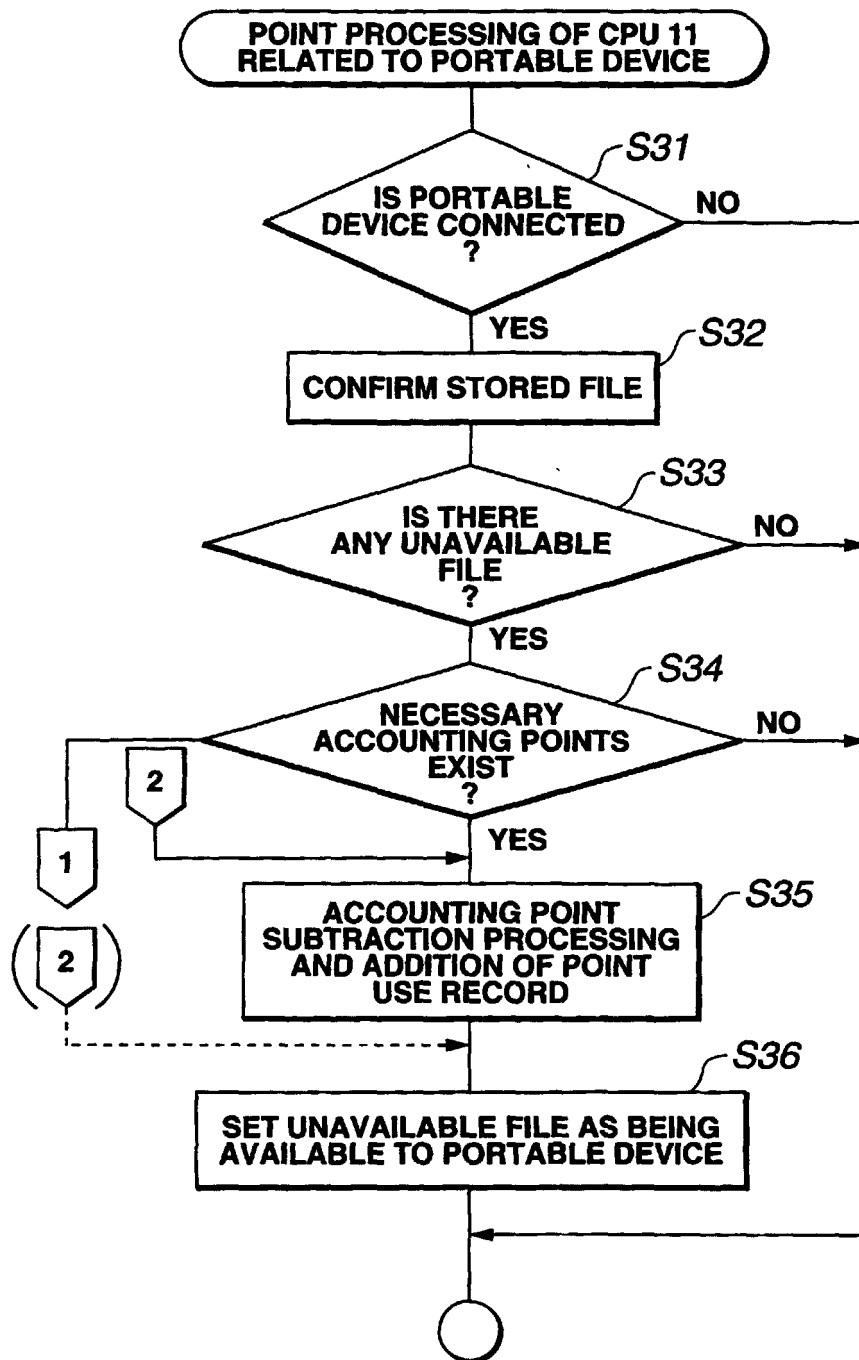 POINT PROCESSING OF CPU 11
RELATED TO PORTABLE DEVICE
S31
IS PORTABLE
DEVICE CONNECTED
?
NO
YES
S32
CONFIRM STORED FILE
S33
IS THERE
ANY UNAVAILABLE
FILE
?
NO
YES
S34
NECESSARY
ACCOUNTING POINTS
EXIST
?
NO
2
YES
1
S35
ACCOUNTING POINT
SUBTRACTION PROCESSING
AND ADDITION OF POINT
USE RECORD
(2)
S36
SET UNAVAILABLE FILE AS BEING
AVAILABLE TO PORTABLE DEVICE